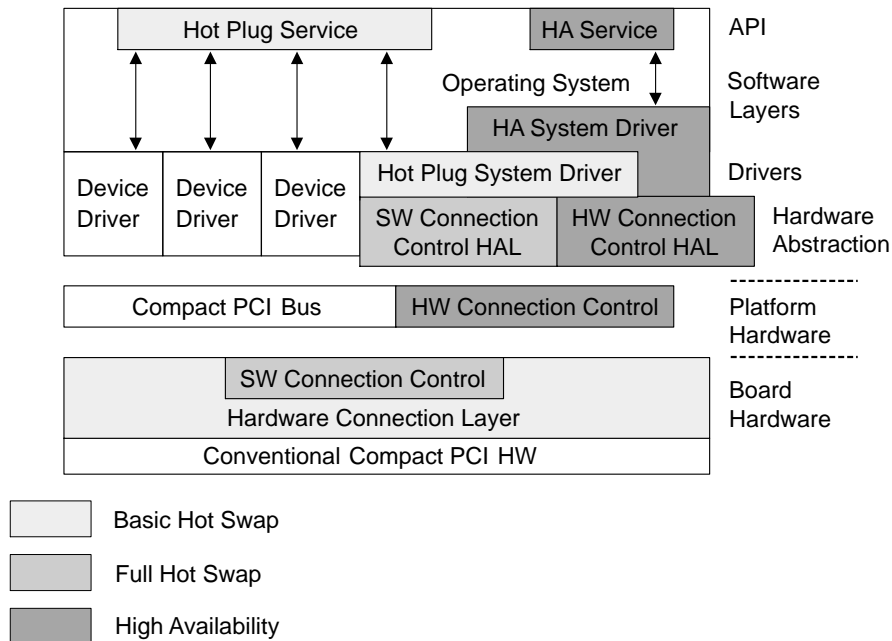 Hot Plug Service
HA Service
API
Operating System
Software
Layers
HA System Driver
Device
Driver
Device
Driver
Device
Driver
Hot Plug System Driver
Drivers
SW Connection
Control HAL
HW Connection
Control HAL
Hardware
Abstraction
Compact PCI Bus
HW Connection Control
Platform
Hardware
SW Connection Control
Hardware Connection Layer
Board
Hardware
Conventional Compact PCI HW
Basic Hot Swap
Full Hot Swap
High Availability